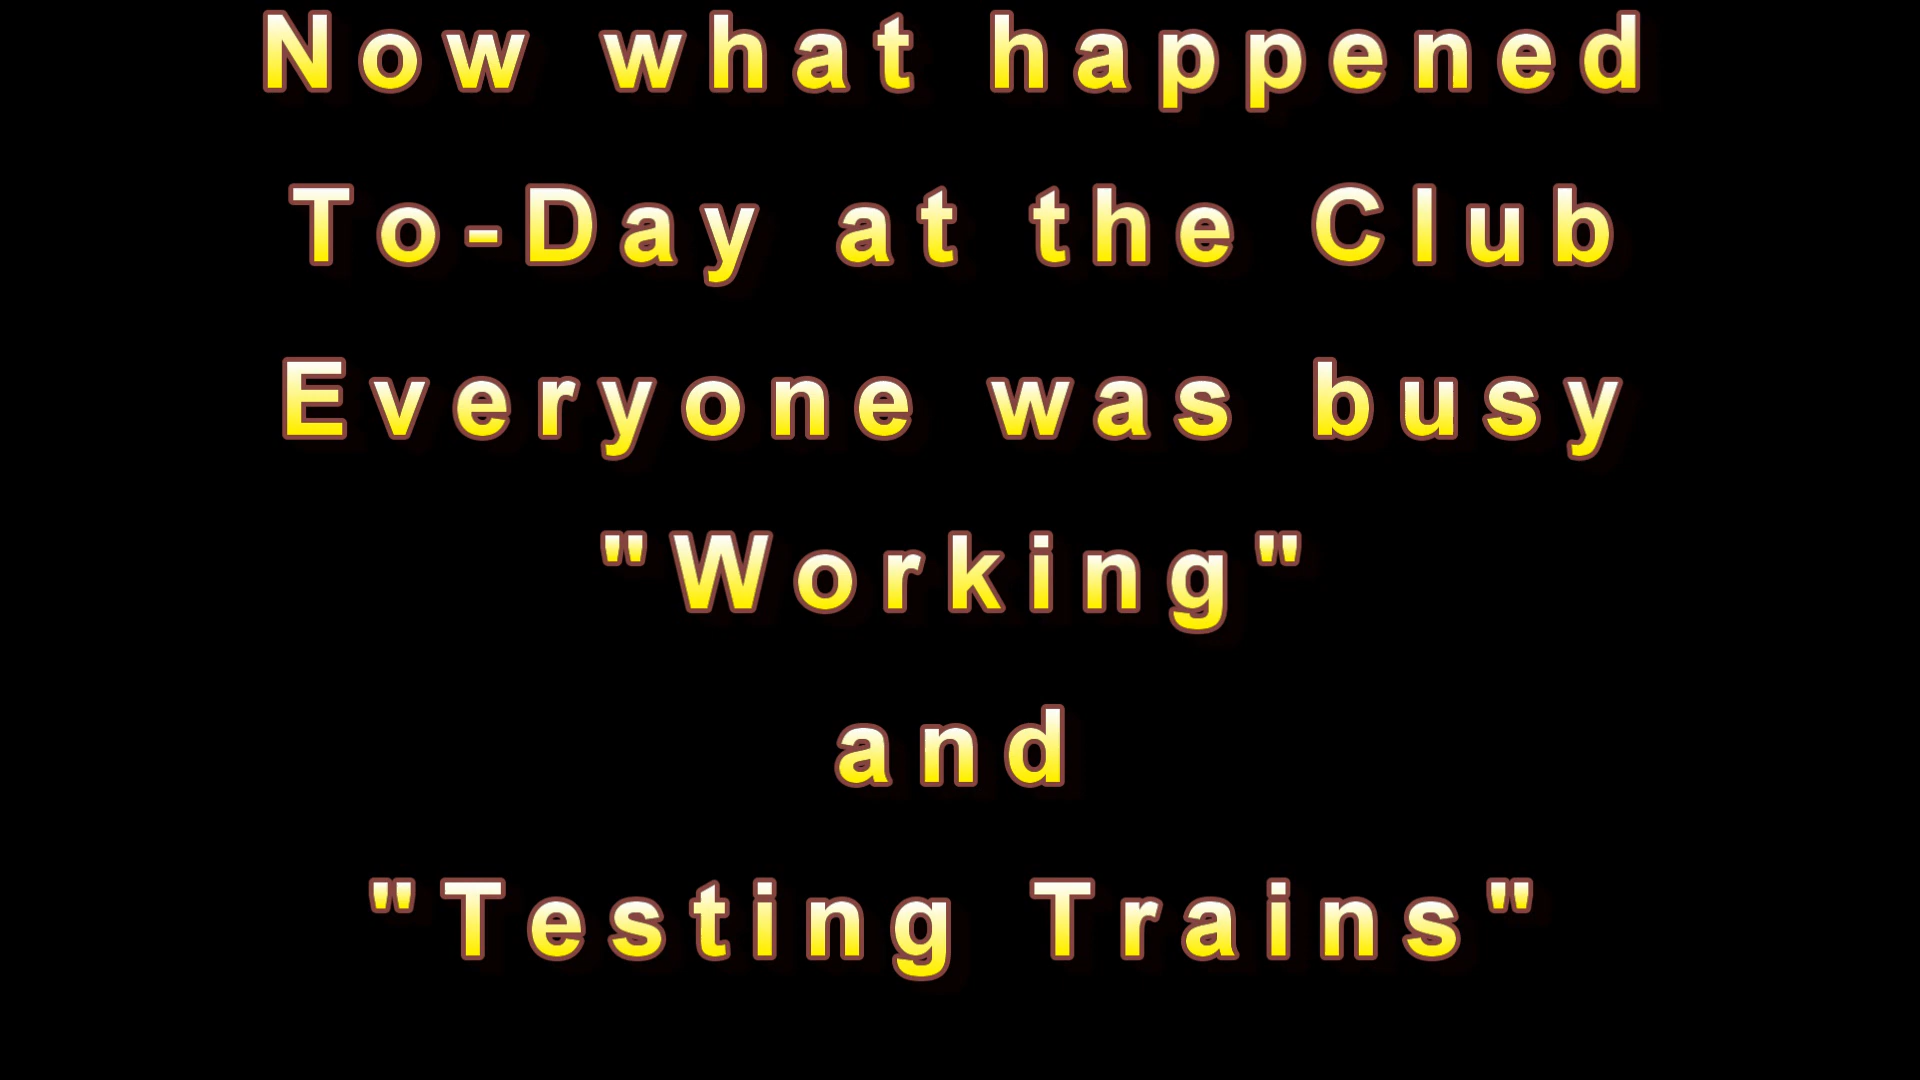 Now what happened
To-Day at the Club
Everyone was busy
"Working"
and
"Testing Trains"